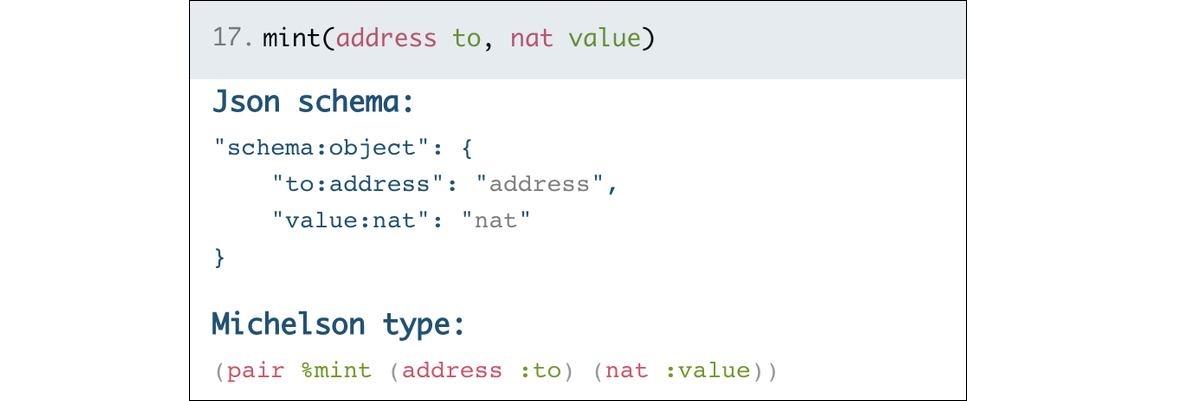 17. mint(address to, nat value)
Json schema:
"schema:object": {
    "to:address": "address",
    "value:nat": "nat"
}
Michelson type:
(pair %mint (address :to) (nat :value))